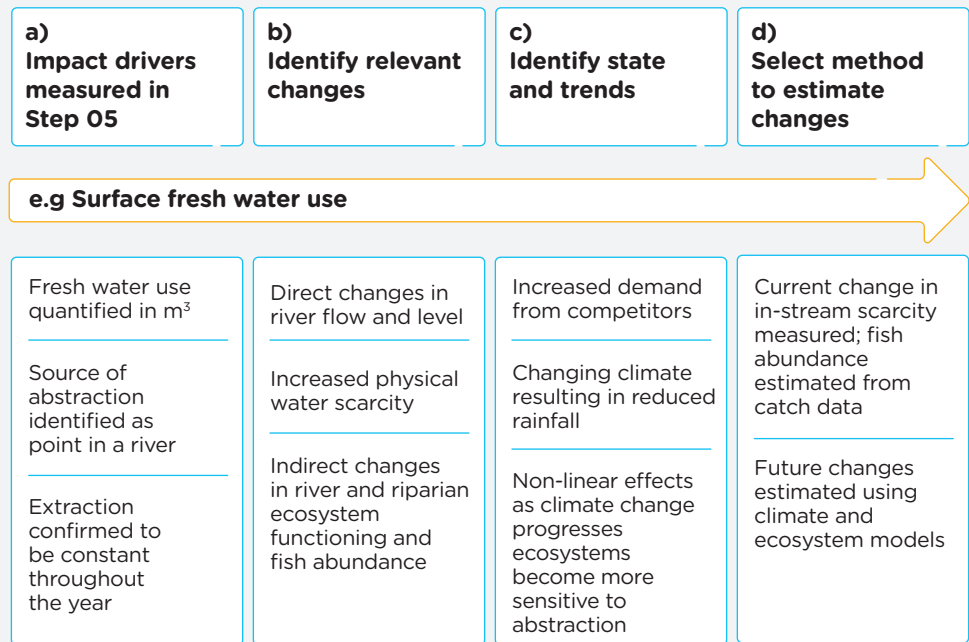 a)
Impact drivers
measured in
Step 05
b)
Identify relevant
changes
c)
Identify state
and trends
d)
Select method
to estimate
changes
e.g Surface fresh water use
Fresh water use
quantified in m³
Source of
abstraction
identified as
point in a river
Extraction
confirmed to
be constant
throughout
the year
Direct changes in
river flow and level
Increased physical
water scarcity
Indirect changes
in river and riparian
ecosystem
functioning and
fish abundance
Increased demand
from competitors
Changing climate
resulting in reduced
rainfall
Non-linear effects
as climate change
progresses
ecosystems
become more
sensitive to
abstraction
Current change in
in-stream scarcity
measured; fish
abundance
estimated from
catch data
Future changes
estimated using
climate and
ecosystem models